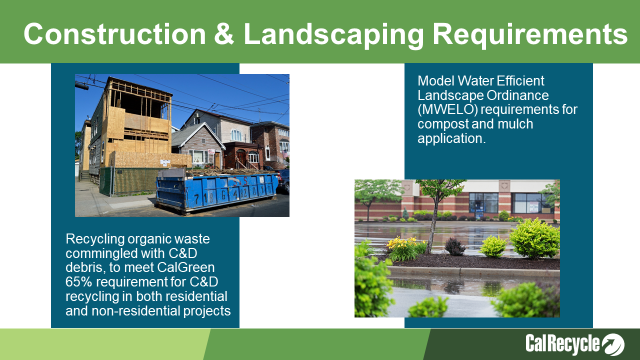 Construction & Landscaping Requirements
Model Water Efficient
Landscape Ordinance
(MWELO) requirements for
compost and mulch
application.
Recycling organic waste
commingled with C&D
debris, to meet CalGreen
65% requirement for C&D
recycling in both residential
and non-residential projects
CalRecycle